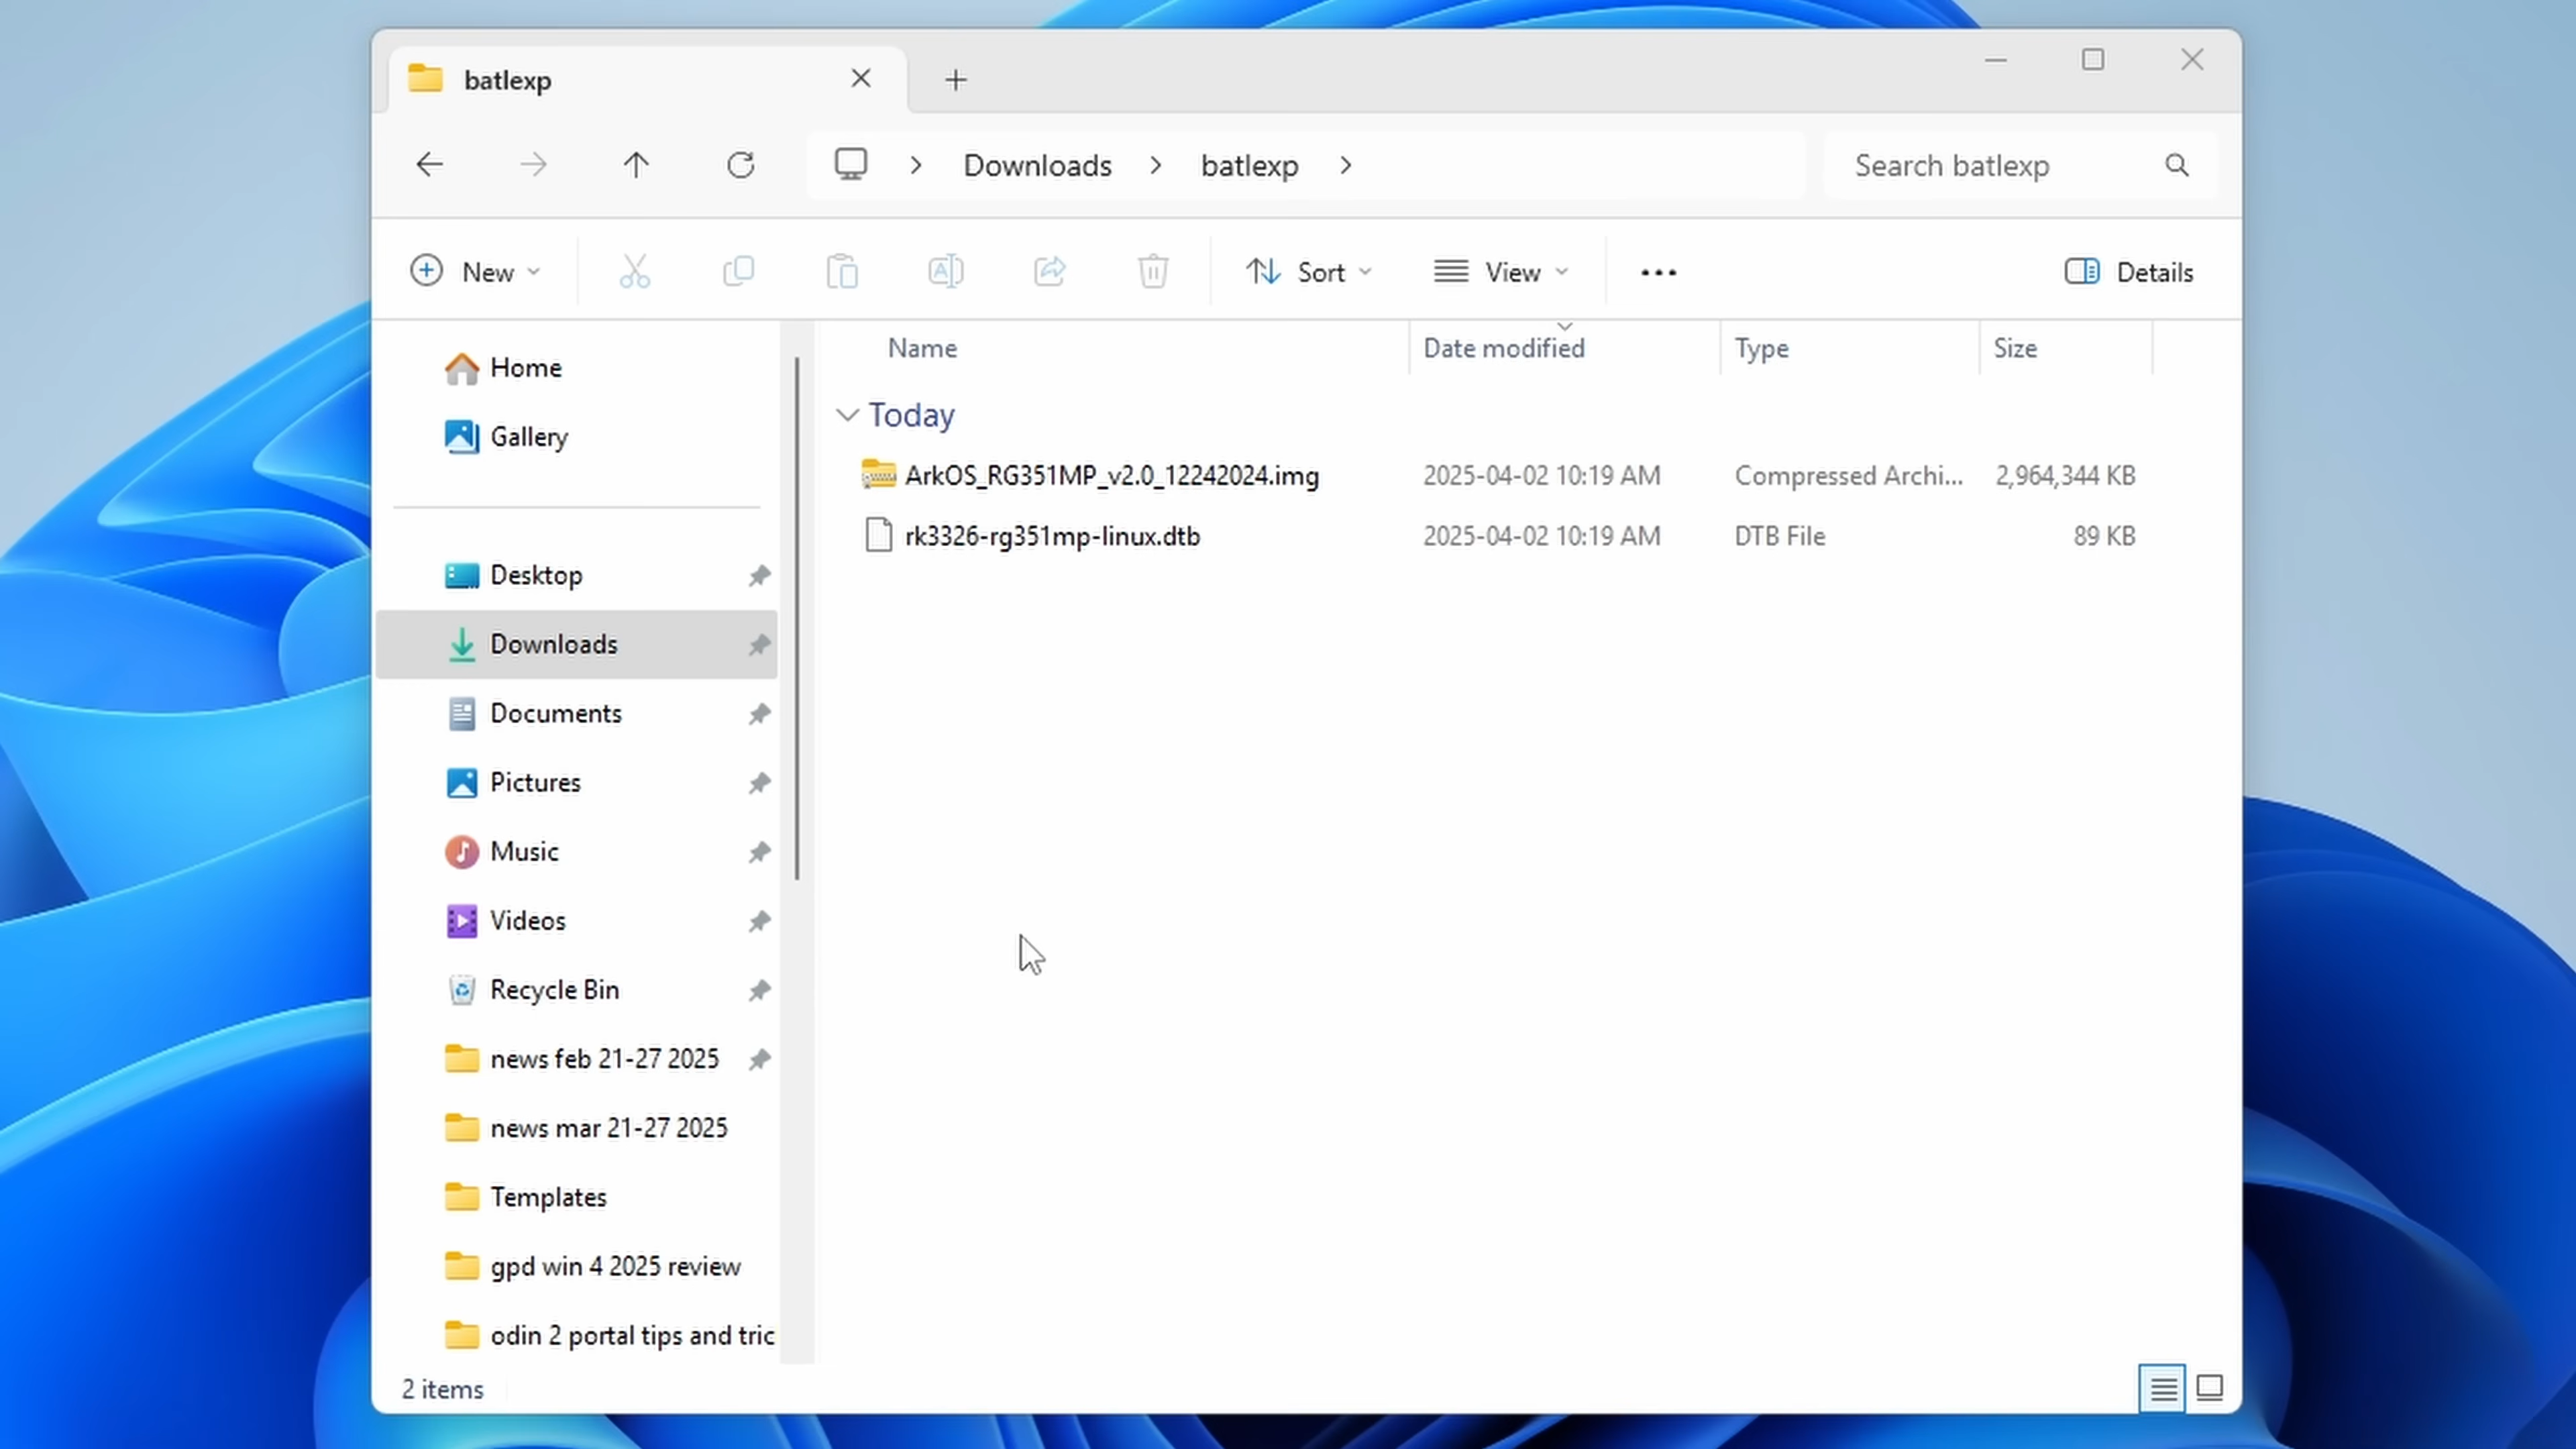 batlexp
Downloads batlexp
Search batlexp
New
Sort
View
Details
Name Date modified Type Size
Home
Gallery
Today
ArkOS_RG351MP_v2.0_12242024.img 2025-04-02 10:19 AM Compressed Archi... 2,964,344 KB
rk3326-rg351mp-linux.dtb 2025-04-02 10:19 AM DTB File 89 KB
Desktop
Downloads
Documents
Pictures
Music
Videos
Recycle Bin
news feb 21-27 2025
news mar 21-27 2025
Templates
gpd win 4 2025 review
odin 2 portal tips and tric
2 items